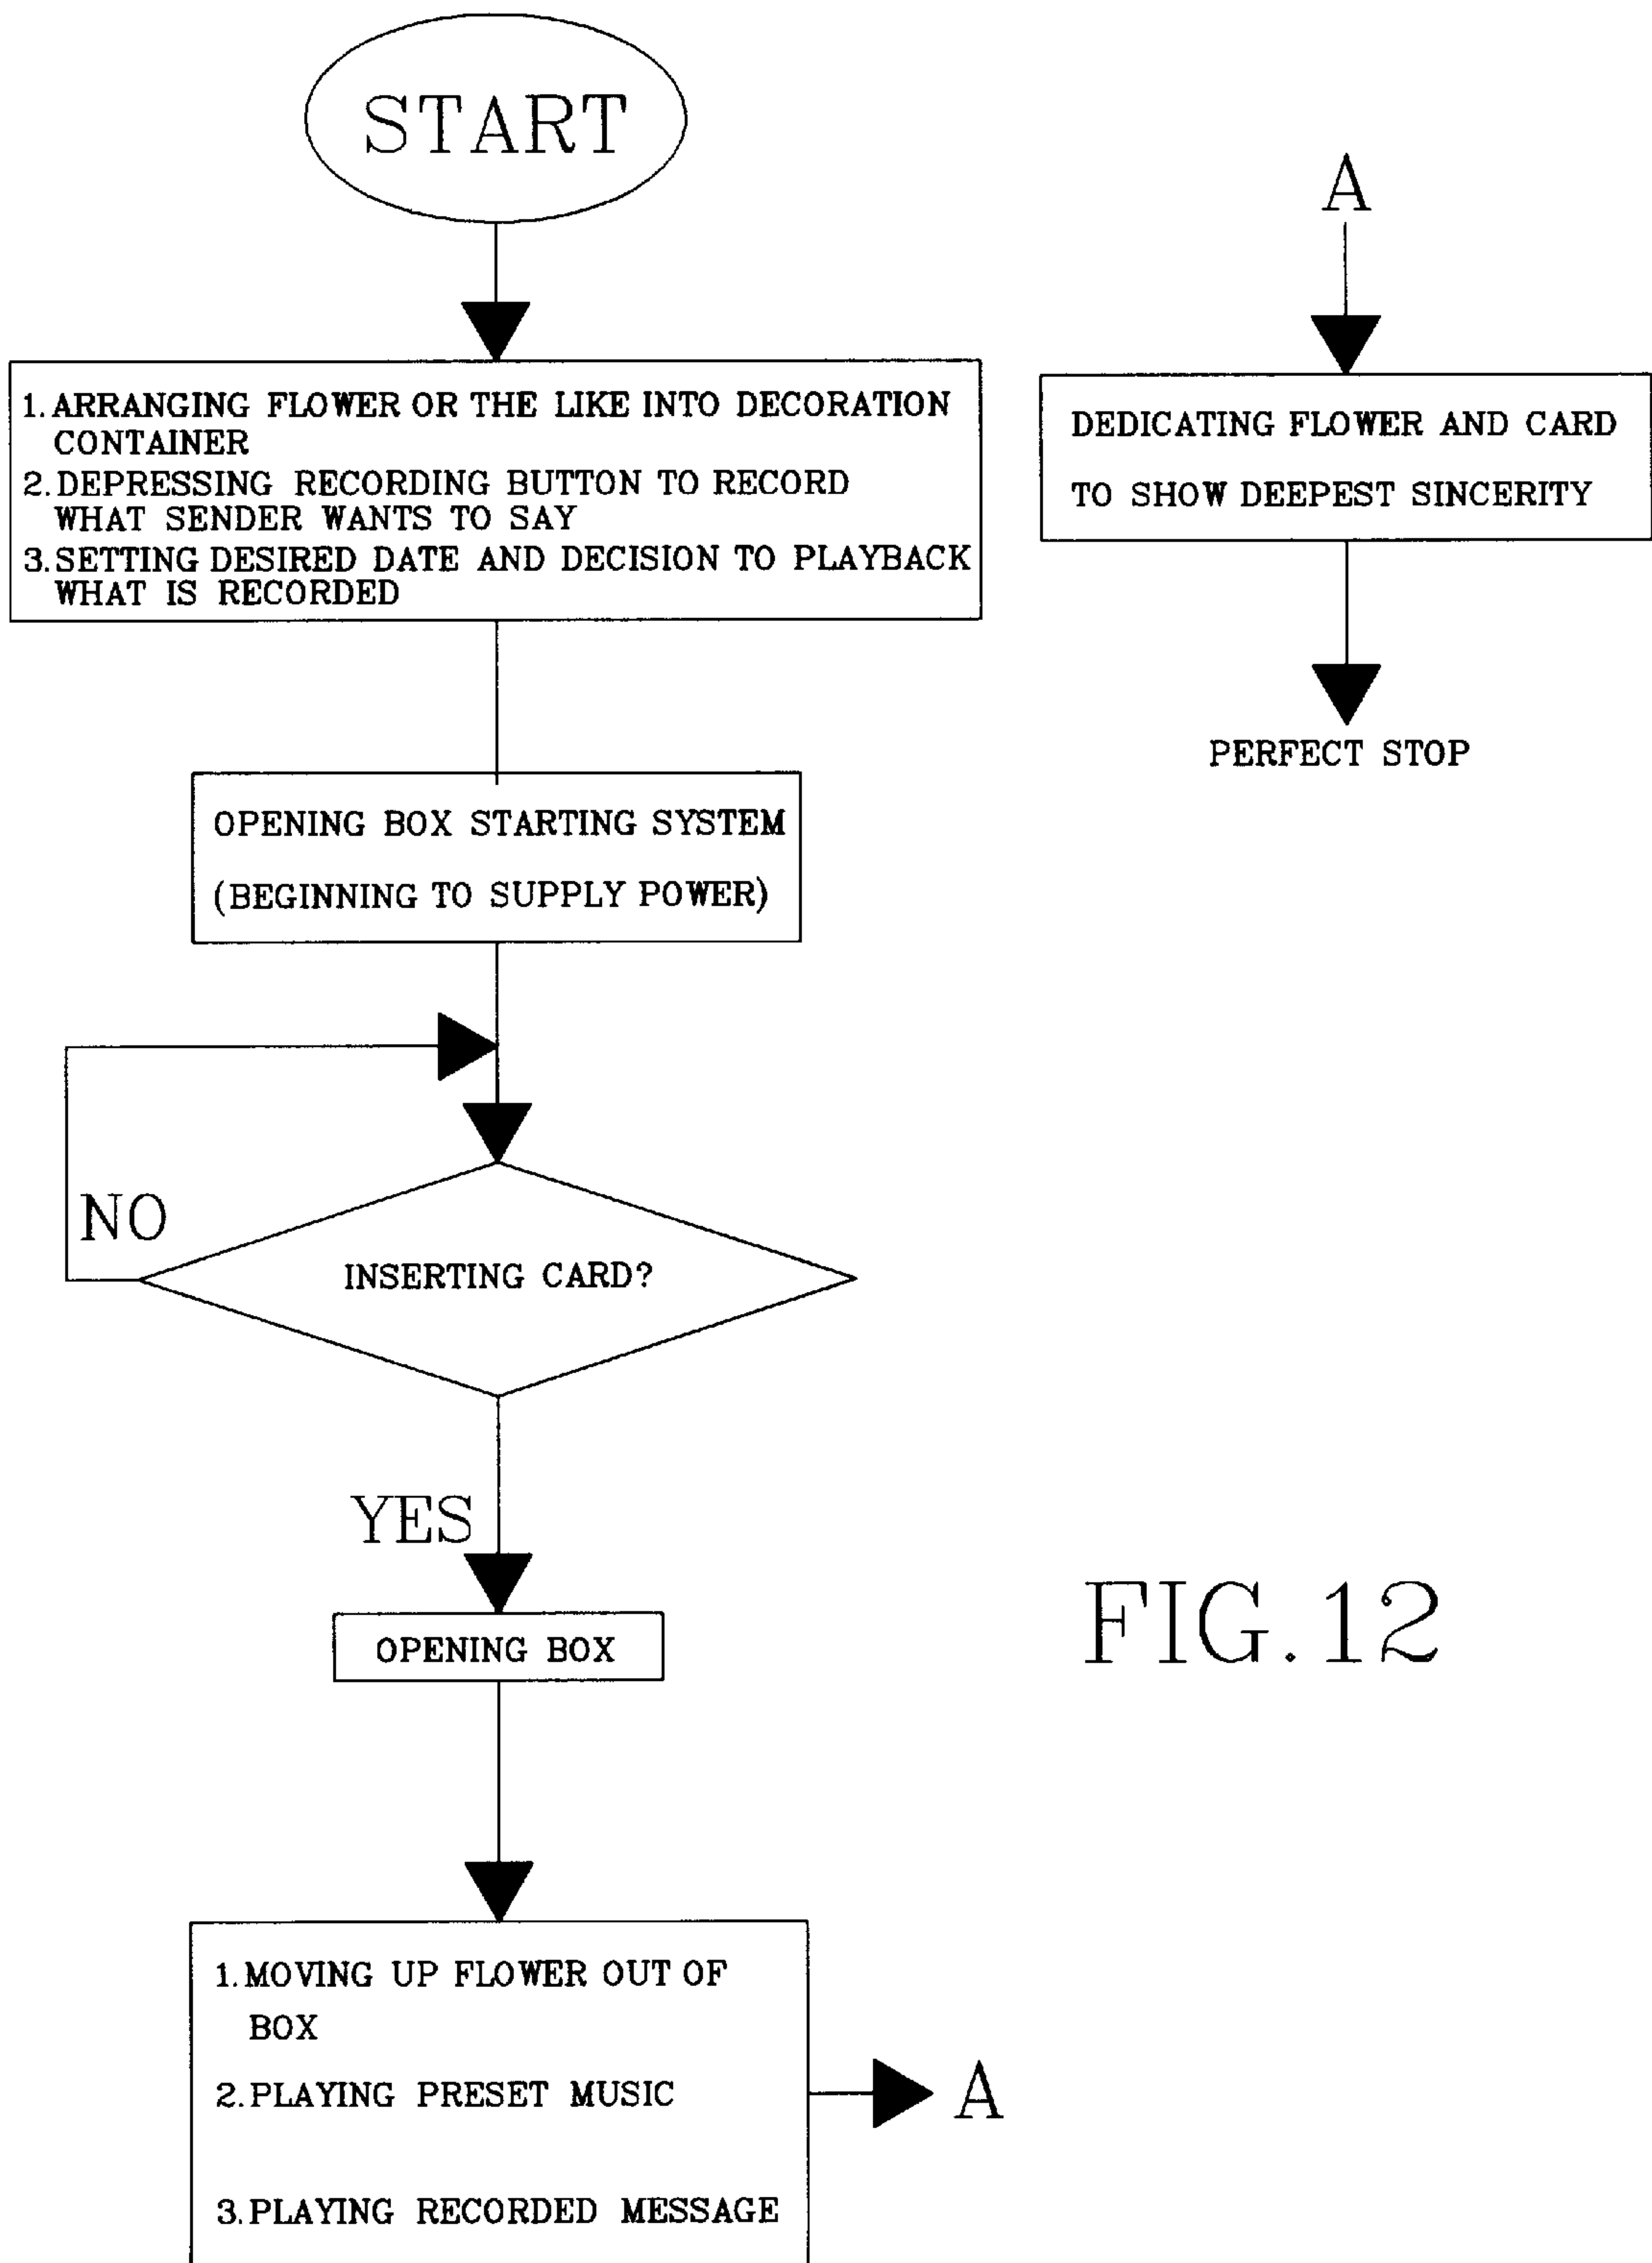 START
1. ARRANGING FLOWER OR THE LIKE INTO DECORATION
CONTAINER
2. DEPRESSING RECORDING BUTTON TO RECORD
WHAT SENDER WANTS TO SAY
3. SETTING DESIRED DATE AND DECISION TO PLAYBACK
WHAT IS RECORDED
OPENING BOX STARTING SYSTEM
(BEGINNING TO SUPPLY POWER)
NO
INSERTING CARD?
YES
OPENING BOX
1. MOVING UP FLOWER OUT OF
BOX
2. PLAYING PRESET MUSIC
3. PLAYING RECORDED MESSAGE
A
A
DEDICATING FLOWER AND CARD
TO SHOW DEEPEST SINCERITY
PERFECT STOP
FIG. 12